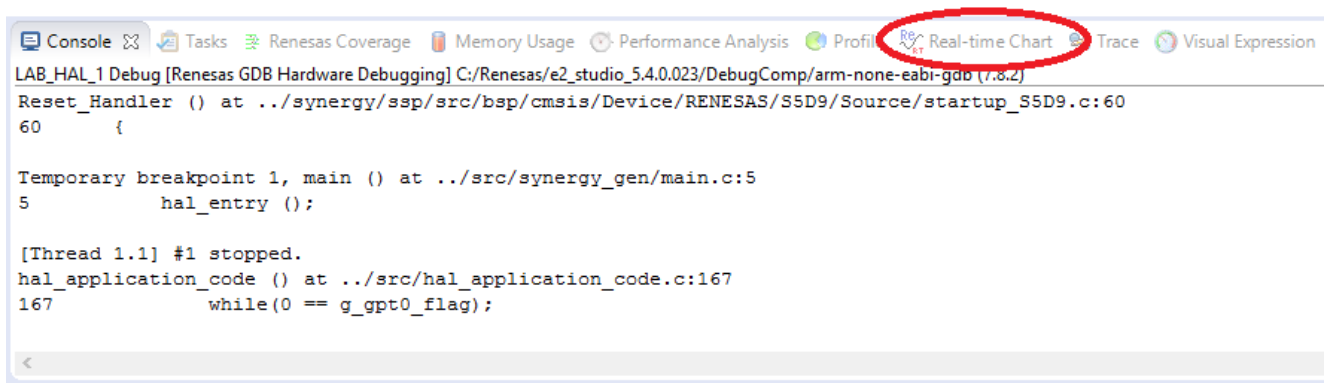 Console Tasks Renesas Coverage Memory Usage Performance Analysis Profil Real-time Chart Trace Visual Expression
LAB_HAL_1 Debug [Renesas GDB Hardware Debugging] C:/Renesas/e2_studio_5.4.0.023/DebugComp/arm-none-eabi-gdb (7.8.2)
Reset_Handler () at ../synergy/ssp/src/bsp/cmsis/Device/RENESAS/S5D9/Source/startup_S5D9.c:60
60 {
Temporary breakpoint 1, main () at ../src/synergy_gen/main.c:5
5 hal_entry ();
[Thread 1.1] #1 stopped.
hal_application_code () at ../src/hal_application_code.c:167
167 while(0 == g_gpt0_flag);